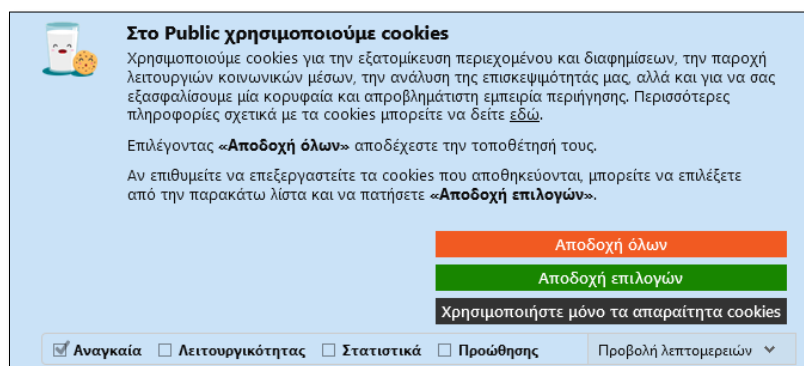 Στο Public χρησιμοποιούμε cookies
Χρησιμοποιούμε cookies για την εξατομίκευση περιεχομένου και διαφημίσεων, την παροχή
λειτουργιών κοινωνικών μέσων, την ανάλυση της επισκεψιμότητάς μας, αλλά και για να σας
εξασφαλίσουμε μία κορυφαία και απροβλημάτιστη εμπειρία περιήγησης. Περισσότερες
πληροφορίες σχετικά με τα cookies μπορείτε να δείτε εδώ.
Επιλέγοντας «Αποδοχή όλων» αποδέχεστε την τοποθέτησή τους.
Αν επιθυμείτε να επεξεργαστείτε τα cookies που αποθηκεύονται, μπορείτε να επιλέξετε
από την παρακάτω λίστα και να πατήσετε «Αποδοχή επιλογών».
Αποδοχή όλων
Αποδοχή επιλογών
Χρησιμοποιήστε μόνο τα απαραίτητα cookies
Αναγκαία Λειτουργικότητας Στατιστικά Προώθησης Προβολή λεπτομερειών